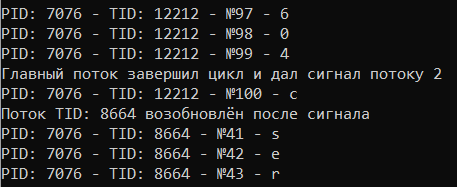 PID: 7076 - TID: 12212 - №97 - 6
PID: 7076 - TID: 12212 - №98 - 0
PID: 7076 - TID: 12212 - №99 - 4
Главный поток завершил цикл и дал сигнал потоку 2
PID: 7076 - TID: 12212 - №100 - с
Поток TID: 8664 возобновлён после сигнала
PID: 7076 - TID: 8664 - №41 - s
PID: 7076 - TID: 8664 - №42 - e
PID: 7076 - TID: 8664 - №43 - r